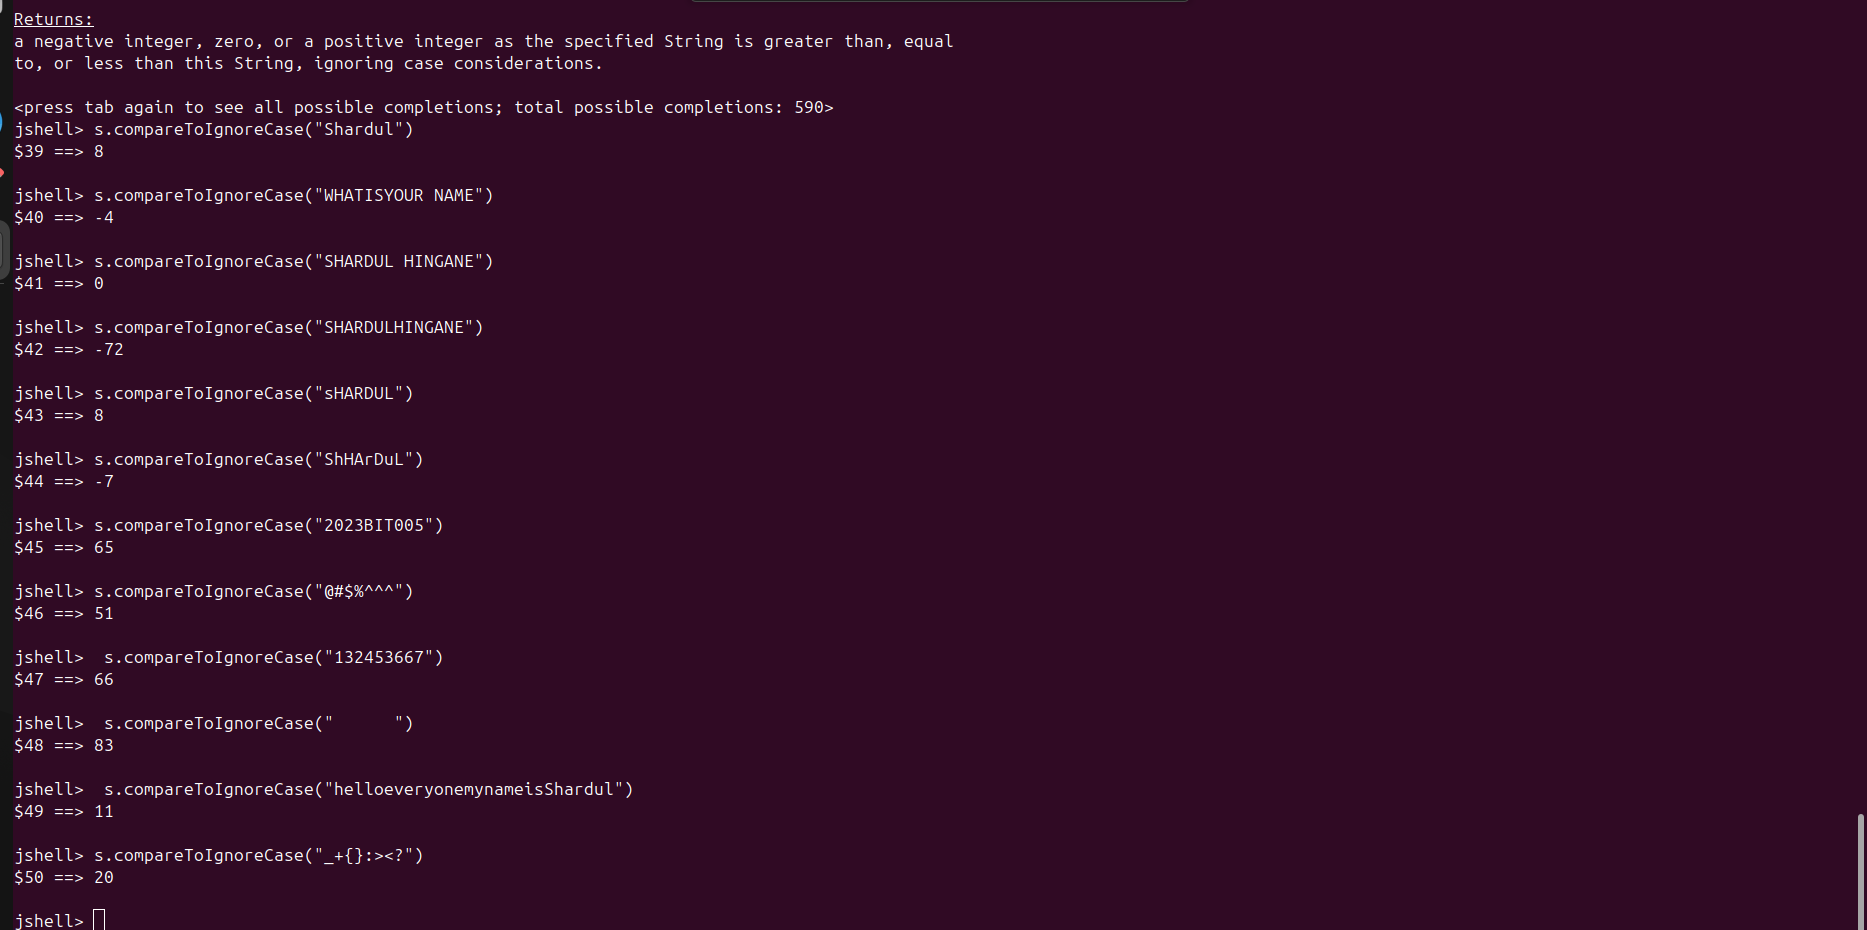 Returns:
a negative integer, zero, or a positive integer as the specified String is greater than, equal
to, or less than this String, ignoring case considerations.
<press tab again to see all possible completions; total possible completions: 590>
jshell> s.compareToIgnoreCase("Shardul")
$39 ==> 8
jshell> s.compareToIgnoreCase("WHATISYOUR NAME")
$40 ==> -4
jshell> s.compareToIgnoreCase("SHARDUL HINGANE")
$41 ==> 0
jshell> s.compareToIgnoreCase("SHARDULHINGANE")
$42 ==> -72
jshell> s.compareToIgnoreCase("sHARDUL")
$43 ==> 8
jshell> s.compareToIgnoreCase("ShHArDuL")
$44 ==> -7
jshell> s.compareToIgnoreCase("2023BIT005")
$45 ==> 65
jshell> s.compareToIgnoreCase("@#$%^^^")
$46 ==> 51
jshell>  s.compareToIgnoreCase("132453667")
$47 ==> 66
jshell>  s.compareToIgnoreCase("      ")
$48 ==> 83
jshell>  s.compareToIgnoreCase("helloeveryonemynameisShardul")
$49 ==> 11
jshell> s.compareToIgnoreCase("_+{}:><?")
$50 ==> 20
jshell>